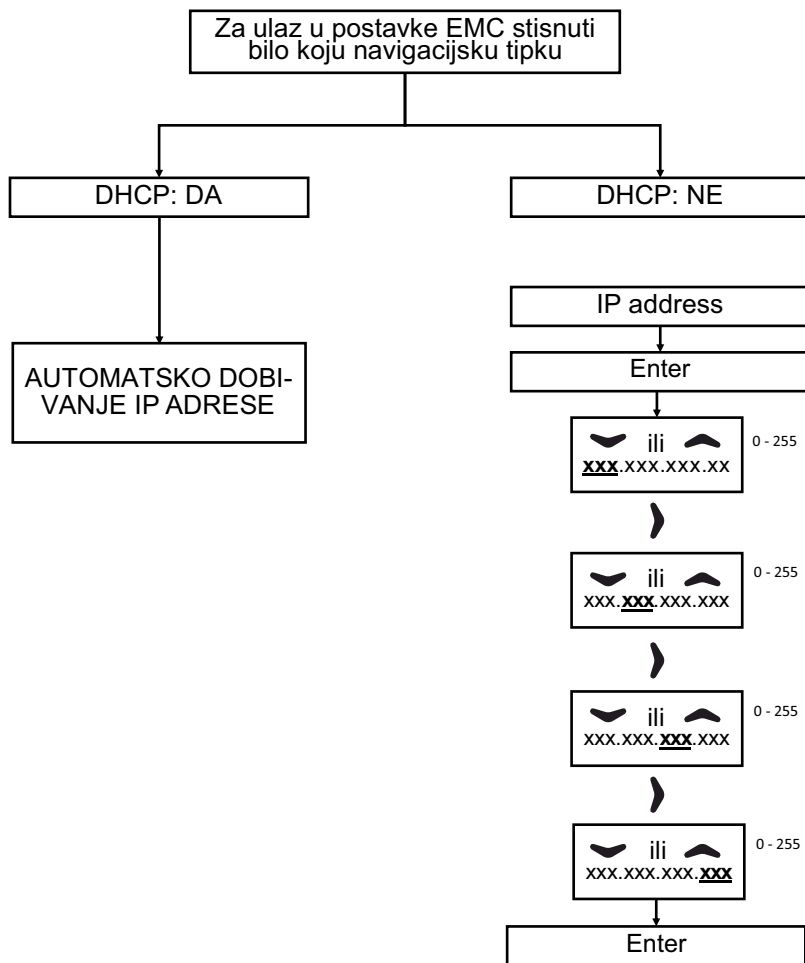 Za ulaz u postavke EMC stisnuti
bilo koju navigacijsku tipku
DHCP: DA
DHCP: NE
IP address
AUTOMATSKO DOBI-
VANJE IP ADRESE
Enter
ili
0 - 255
xxx.xxx.xxx.xx
ili
0 - 255
xxx.xxx.xxx.xxx
ili
0 - 255
xxx.xxx.xxx.xxx
ili
0 - 255
xxx.xxx.xxx.xxx
Enter